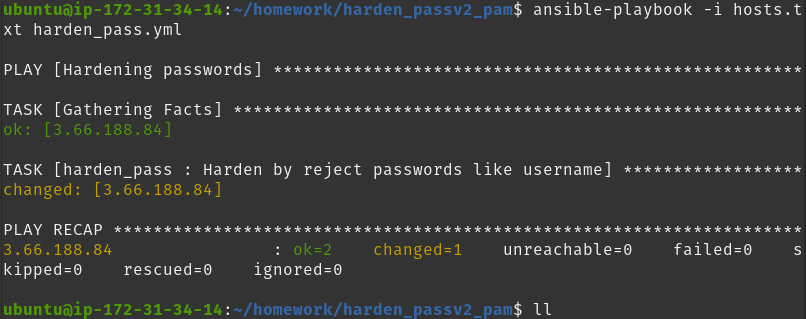 ubuntu@ip-172-31-34-14:~/homework/harden_passv2_pam$ ansible-playbook -i hosts.t
xt harden_pass.yml
PLAY [Hardening passwords] *****************************************************
TASK [Gathering Facts] *********************************************************
ok: [3.66.188.84]
TASK [harden_pass : Harden by reject passwords like username] ******************
changed: [3.66.188.84]
PLAY RECAP *********************************************************************
3.66.188.84                : ok=2    changed=1    unreachable=0    failed=0    s
kipped=0    rescued=0    ignored=0
ubuntu@ip-172-31-34-14:~/homework/harden_passv2_pam$ ll